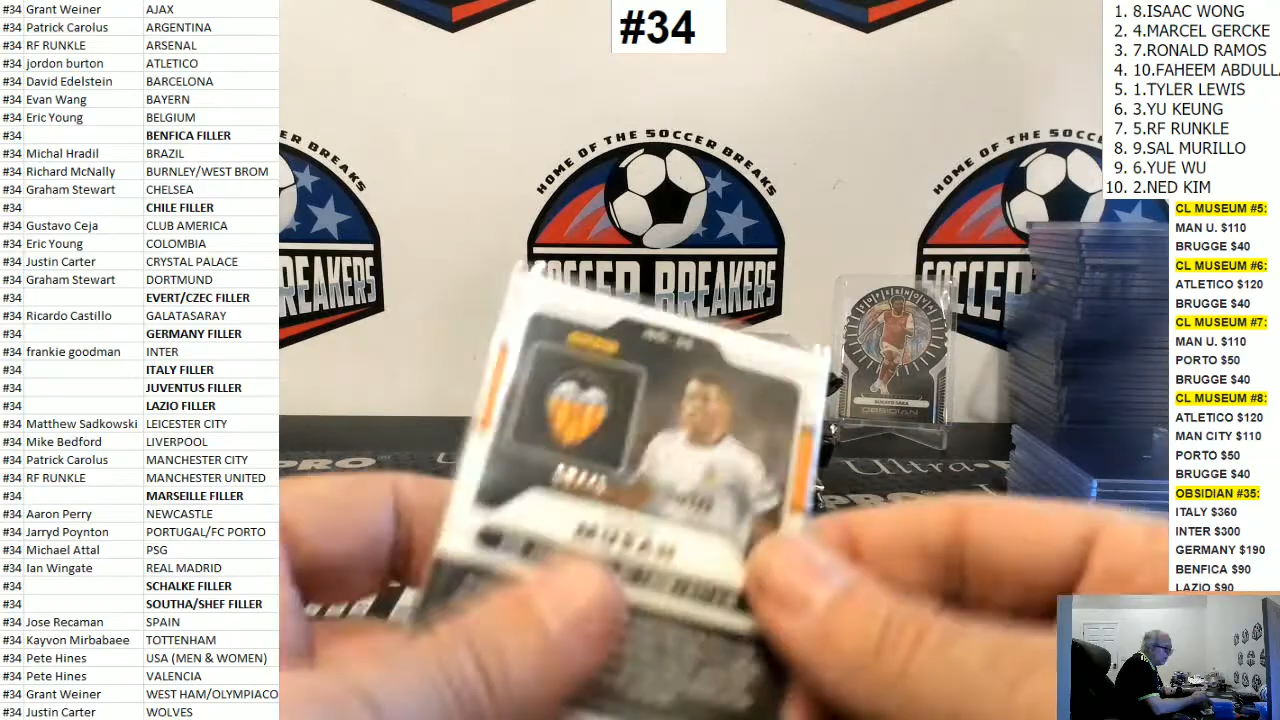 #34 Grant Weiner AJAX
#34 Patrick Carolus ARGENTINA
#34 RF RUNKLE ARSENAL
#34 jordon burton ATLETICO
#34 David Edelstein BARCELONA
#34 Evan Wang BAYERN
#34 Eric Young BELGIUM
#34 BENFICA FILLER
#34 Michal Hradil BRAZIL
#34 Richard McNally BURNLEY/WEST BROM
#34 Graham Stewart CHELSEA
#34 CHILE FILLER
#34 Gustavo Ceja CLUB AMERICA
#34 Eric Young COLOMBIA
#34 Justin Carter CRYSTAL PALACE
#34 Graham Stewart DORTMUND
#34 EVERT/CZEC FILLER
#34 Ricardo Castillo GALATASARAY
#34 GERMANY FILLER
#34 frankie goodman INTER
#34 ITALY FILLER
#34 JUVENTUS FILLER
#34 LAZIO FILLER
#34 Matthew Sadkowski LEICESTER CITY
#34 Mike Bedford LIVERPOOL
#34 Patrick Carolus MANCHESTER CITY
#34 RF RUNKLE MANCHESTER UNITED
#34 MARSEILLE FILLER
#34 Aaron Perry NEWCASTLE
#34 Jarryd Poynton PORTUGAL/FC PORTO
#34 Michael Attal PSG
#34 Ian Wingate REAL MADRID
#34 SCHALKE FILLER
#34 SOUTHA/SHEF FILLER
#34 Jose Recaman SPAIN
#34 Kayvon Mirbabaee TOTTENHAM
#34 Pete Hines USA (MEN & WOMEN)
#34 Pete Hines VALENCIA
#34 Grant Weiner WEST HAM/OLYMPIACO
#34 Justin Carter WOLVES
#34
HOME OF THE SOCCER BREAKS
SOCCER BREAKERS
BREAKERS
HOME OF THE SOCC
BREAKERS
MUSAH
BUKAYO SAKA
OBSIDIAN
PRO
Ultra PRO
1. 8.ISAAC WONG
2. 4.MARCEL GERCKE
3. 7.RONALD RAMOS
4. 10.FAHEEM ABDULLA
5. 1.TYLER LEWIS
6. 3.YU KEUNG
7. 5.RF RUNKLE
8. 9.SAL MURILLO
9. 6.YUE WU
10. 2.NED KIM
CL MUSEUM #5:
MAN U. $110
BRUGGE $40
CL MUSEUM #6:
ATLETICO $120
BRUGGE $40
CL MUSEUM #7:
MAN U. $110
PORTO $50
BRUGGE $40
CL MUSEUM #8:
ATLETICO $120
MAN CITY $110
PORTO $50
BRUGGE $40
OBSIDIAN #35:
ITALY $360
INTER $300
GERMANY $190
BENFICA $90
LAZIO $90